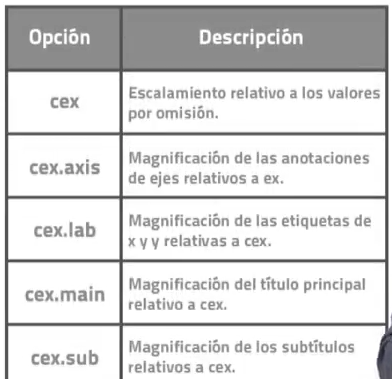 Opción Descripción
cex
Escalamiento relativo a los valores
por omisión.
cex.axis
Magnificación de las anotaciones
de ejes relativos a ex.
cex.lab
Magnificación de las etiquetas de
x y y relativas a cex.
cex.main
Magnificación del título principal
relativo a cex.
cex.sub
Magnificación de los subtítulos
relativos a cex.